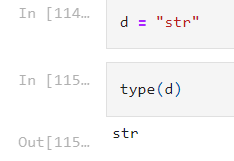 In [114…
d = "str"
In [115…
type(d)
Out[115…
str